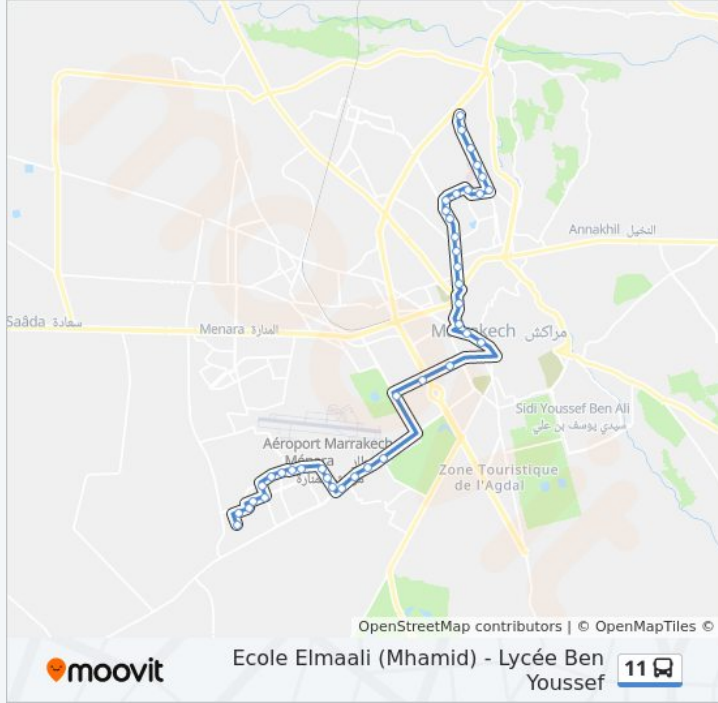 Annakhil النخيل
Saâda سعادة
Menara المنارة
Marrakech مراكش
Sidi Youssef Ben Ali
سيدي يوسف بن علي
Aéroport Marrakech
Ménara
المنارة
Zone Touristique
de l'Agdal
OpenStreetMap contributors | © OpenMapTiles ©
moovit
Ecole Elmaali (Mhamid) - Lycée Ben
Youssef
11